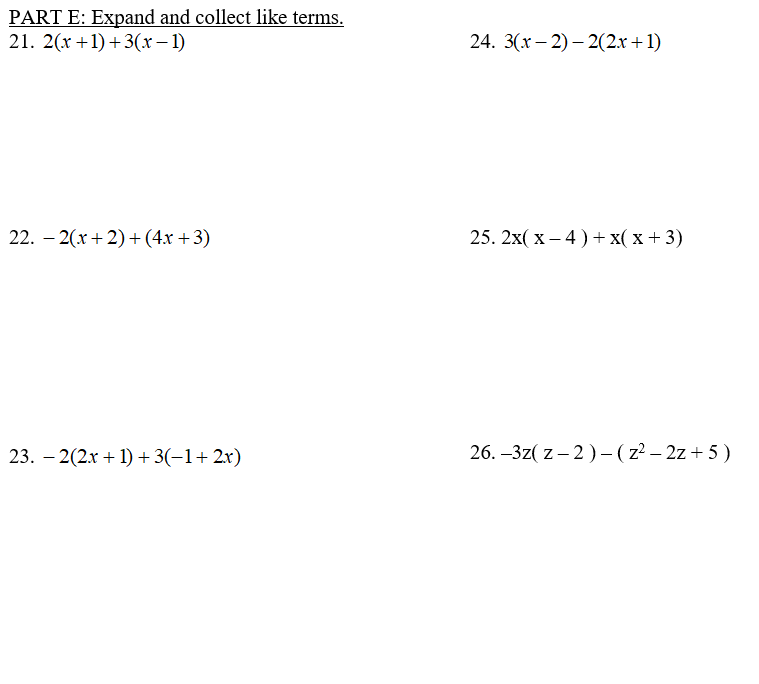 PART E: Expand and collect like terms.
21. 2(x + 1) + 3(x – 1)
24. 3(x – 2) – 2(2x + 1)
22. – 2(x + 2) + (4x + 3)
25. 2x( x – 4 ) + x( x + 3)
23. – 2(2x + 1) + 3(–1 + 2x)
26. –3z( z – 2 ) – ( z² – 2z + 5 )